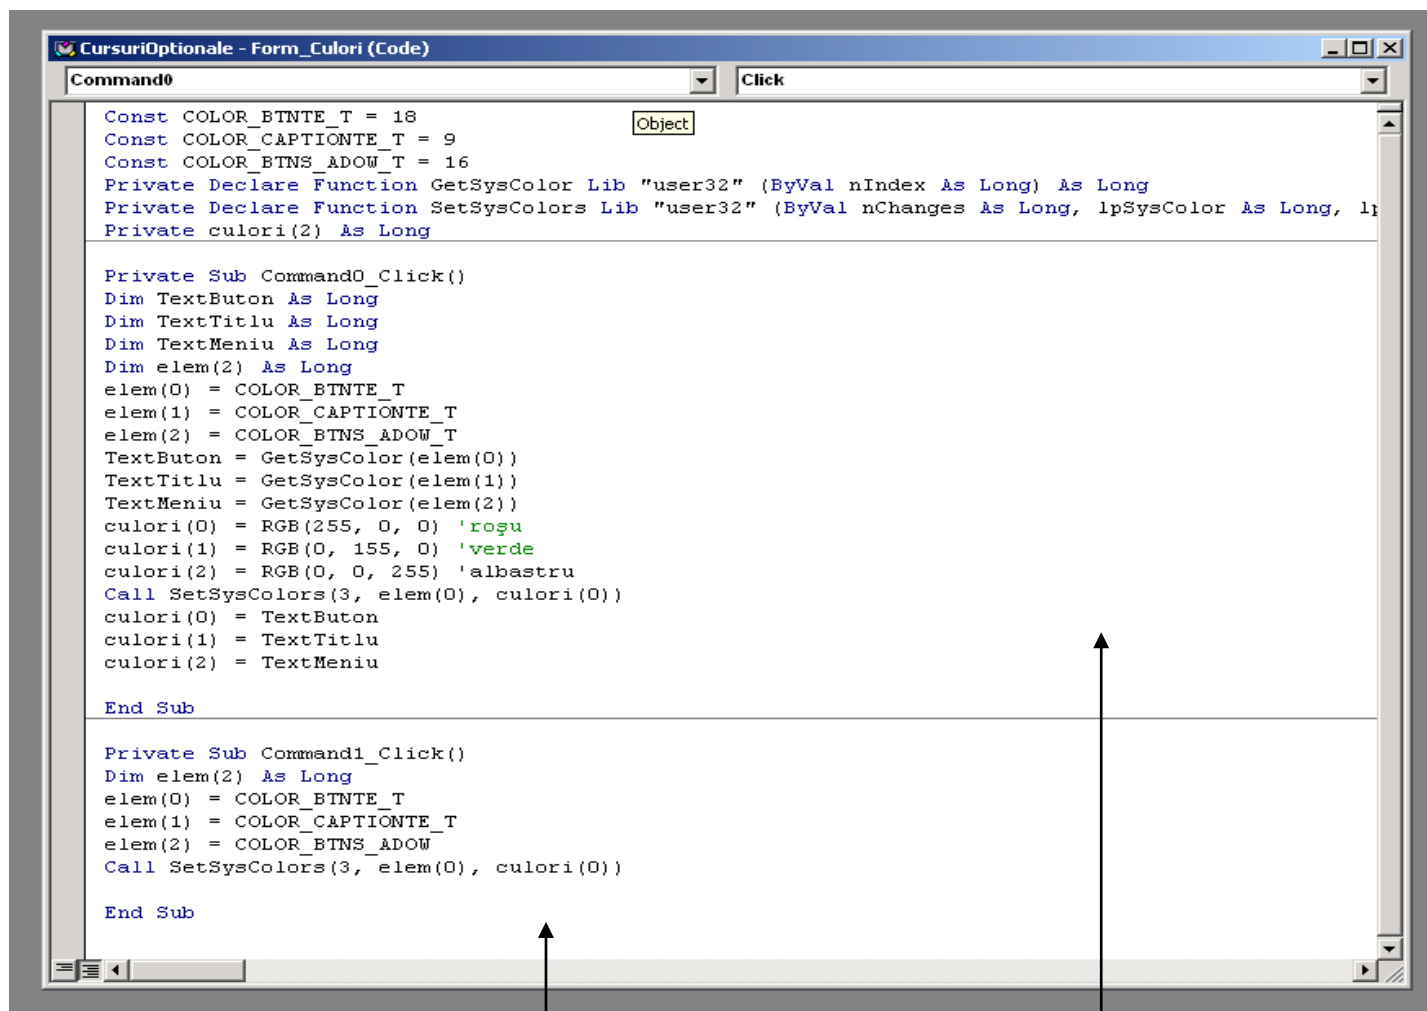 CursuriOptionale - Form_Culori (Code)
Command0 Click
Object
Const COLOR_BTNTE_T = 18
Const COLOR_CAPTIONTE_T = 9
Const COLOR_BTNS_ADOW_T = 16
Private Declare Function GetSysColor Lib "user32" (ByVal nIndex As Long) As Long
Private Declare Function SetSysColors Lib "user32" (ByVal nChanges As Long, lpSysColor As Long, lp
Private culori(2) As Long
Private Sub Command0_Click()
Dim TextButon As Long
Dim TextTitlu As Long
Dim TextMeniu As Long
Dim elem(2) As Long
elem(0) = COLOR_BTNTE_T
elem(1) = COLOR_CAPTIONTE_T
elem(2) = COLOR_BTNS_ADOW_T
TextButon = GetSysColor(elem(0))
TextTitlu = GetSysColor(elem(1))
TextMeniu = GetSysColor(elem(2))
culori(0) = RGB(255, 0, 0) 'roşu
culori(1) = RGB(0, 155, 0) 'verde
culori(2) = RGB(0, 0, 255) 'albastru
Call SetSysColors(3, elem(0), culori(0))
culori(0) = TextButon
culori(1) = TextTitlu
culori(2) = TextMeniu
End Sub
Private Sub Command1_Click()
Dim elem(2) As Long
elem(0) = COLOR_BTNTE_T
elem(1) = COLOR_CAPTIONTE_T
elem(2) = COLOR_BTNS_ADOW
Call SetSysColors(3, elem(0), culori(0))
End Sub